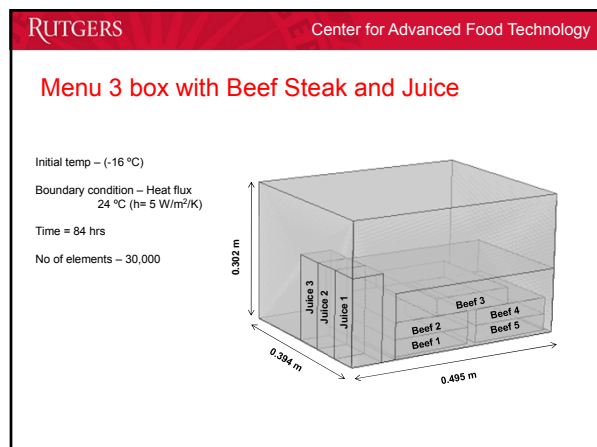 RUTGERS
Center for Advanced Food Technology
Menu 3 box with Beef Steak and Juice
Initial temp – (-16 ºC)
Boundary condition – Heat flux
24 ºC (h= 5 W/m²/K)
Time = 84 hrs
No of elements – 30,000
0.302 m
Juice 3
Juice 2
Juice 1
Beef 3
Beef 2
Beef 4
Beef 1
Beef 5
0.394 m
0.495 m